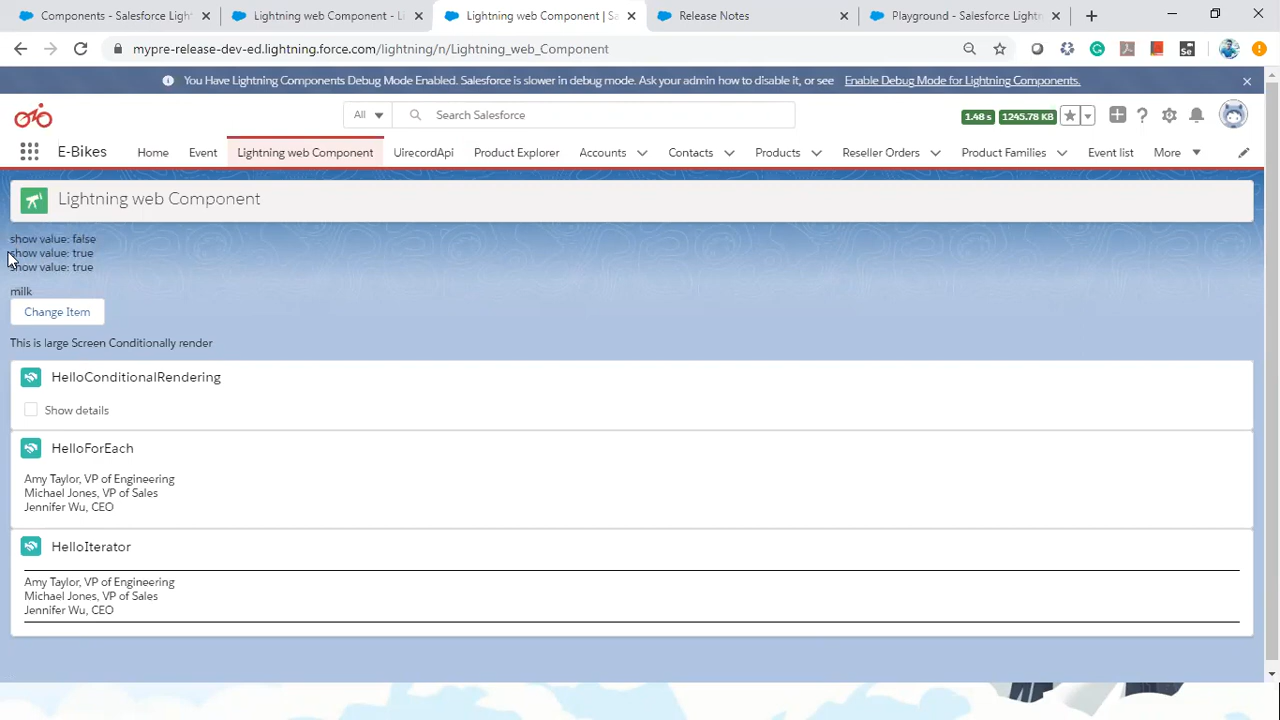 Components - Salesforce Light
Lightning web Component - Li
Lightning web Component | Sa
Release Notes
Playground - Salesforce Lightn
mypre-release-dev-ed.lightning.force.com/lightning/n/Lightning_web_Component
You Have Lightning Components Debug Mode Enabled. Salesforce is slower in debug mode. Ask your admin how to disable it, or see Enable Debug Mode for Lightning Components.
All
Search Salesforce
1.48 s
1245.78 KB
E-Bikes
Home
Event
Lightning web Component
UirecordApi
Product Explorer
Accounts
Contacts
Products
Reseller Orders
Product Families
Event list
More
Lightning web Component
show value: false
show value: true
show value: true
milk
Change Item
This is large Screen Conditionally render
HelloConditionalRendering
Show details
HelloForEach
Amy Taylor, VP of Engineering
Michael Jones, VP of Sales
Jennifer Wu, CEO
HelloIterator
Amy Taylor, VP of Engineering
Michael Jones, VP of Sales
Jennifer Wu, CEO